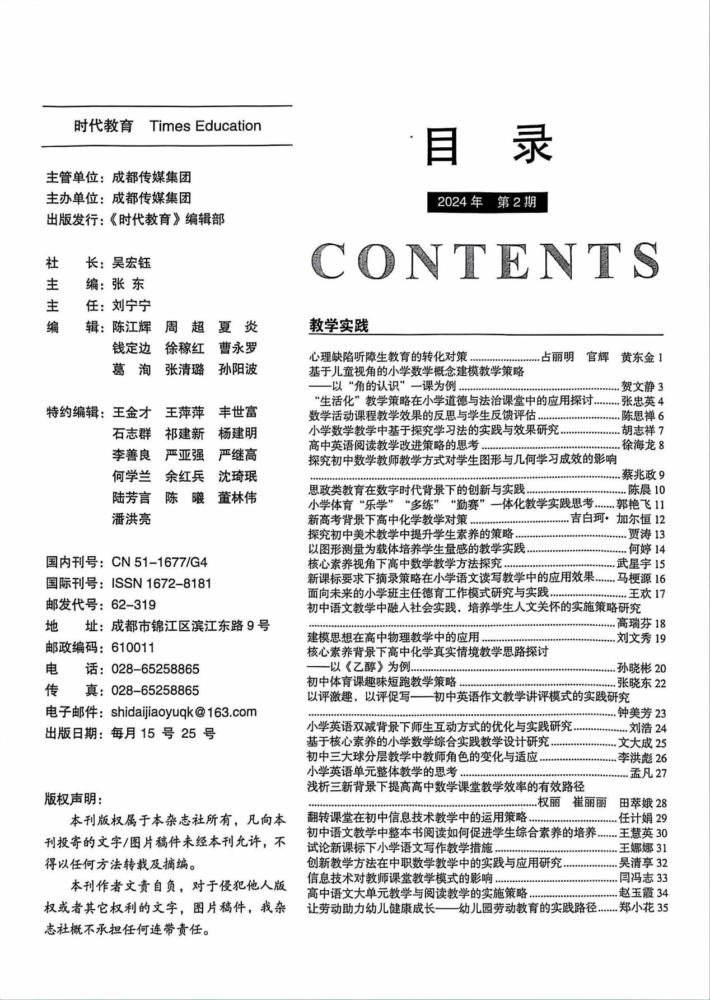 时代教育 Times Education
主管单位：成都传媒集团
主办单位：成都传媒集团
出版发行：《时代教育》编辑部
社 长：吴宏钰
主 编：张 东
主 任：刘宁宁
编 辑：陈江辉 周 超 夏 炎
钱定边 徐稼红 曹永罗
葛 洵 张清璐 孙阳波
特约编辑：王金才 王萍萍 丰世富
石志群 祁建新 杨建明
李善良 严亚强 严继高
何学兰 余红兵 沈琦珉
陆芳言 陈 曦 董林伟
潘洪亮
国内刊号：CN 51-1677/G4
国际刊号：ISSN 1672-8181
邮发代号：62-319
地 址：成都市锦江区滨江东路 9 号
邮政编码：610011
电 话：028-65258865
传 真：028-65258865
电子邮件：shidaijiaoyuqk@163.com
出版日期：每月 15 号 25 号
版权声明：
本刊版权属于本杂志社所有，凡向本
刊投寄的文字/图片稿件未经本刊允许，不
得以任何方法转载及摘编。
本刊作者文责自负，对于侵犯他人版
权或者其它权利的文字，图片稿件，我杂
志社概不承担任何连带责任。
目 录
2024 年 第 2 期
CONTENTS
教学实践
心理缺陷听障生教育的转化对策........................占丽明 官辉 黄东金 1
基于儿童视角的小学数学概念建模教学策略
——以“角的认识”一课为例........................贺文静 3
“生活化”教学策略在小学道德与法治课堂中的应用探讨.........张忠英 4
数学活动课程教学效果的反思与学生反馈评估........................陈思禅 6
小学数学教学中基于探究学习法的实践与效果研究........................胡志祥 7
高中英语阅读教学改进策略的思考........................徐海龙 8
探究初中数学教师教学方式对学生图形与几何学习成效的影响
........................蔡兆政 9
思政类教育在数字时代背景下的创新与实践........................陈晨 10
小学体育“乐学”“多练”“勤赛”一体化教学实践思考.......郭艳飞 11
新高考背景下高中化学教学对策........................吉白珂·加尔恒 12
探究初中美术教学中提升学生素养的策略........................贾涛 13
以图形测量为载体培养学生量感的教学实践........................何婷 14
核心素养视角下高中数学教学方法探究........................武星宇 15
新课标要求下摘录策略在小学语文读写教学中的应用效果.......马梗源 16
面向未来的小学班主任德育工作模式研究与实践........................王欢 17
初中语文教学中融入社会实践，培养学生人文关怀的实施策略研究
........................高瑞芬 18
建模思想在高中物理教学中的应用........................刘文秀 19
核心素养背景下高中化学真实情境教学思路探讨
——以《乙醇》为例........................孙晓彬 20
初中体育课趣味短跑教学策略........................张晓东 22
以评激趣，以评促写——初中英语作文教学讲评模式的实践研究
........................钟美芳 23
小学英语双减背景下师生互动方式的优化与实践研究...................刘浩 24
基于核心素养的小学数学综合实践教学设计研究........................文大成 25
初中三大球分层教学中教师角色的变化与适应........................李洪彪 26
小学英语单元整体教学的思考........................孟凡 27
浅析三新背景下提高高中数学课堂教学效率的有效路径
........................权丽 崔丽丽 田萃娥 28
翻转课堂在初中信息技术教学中的运用策略........................任计娟 29
初中语文教学中整本书阅读如何促进学生综合素养的培养.......王慧英 30
试论新课标下小学语文写作教学措施........................王娜娜 31
创新教学方法在中职数学教学中的实践与应用研究...................吴清享 32
信息技术对教师课堂教学模式的影响........................闫冯志 33
高中语文大单元教学与阅读教学的实施策略........................赵玉霞 34
让劳动助力幼儿健康成长——幼儿园劳动教育的实践路径.......郑小花 35